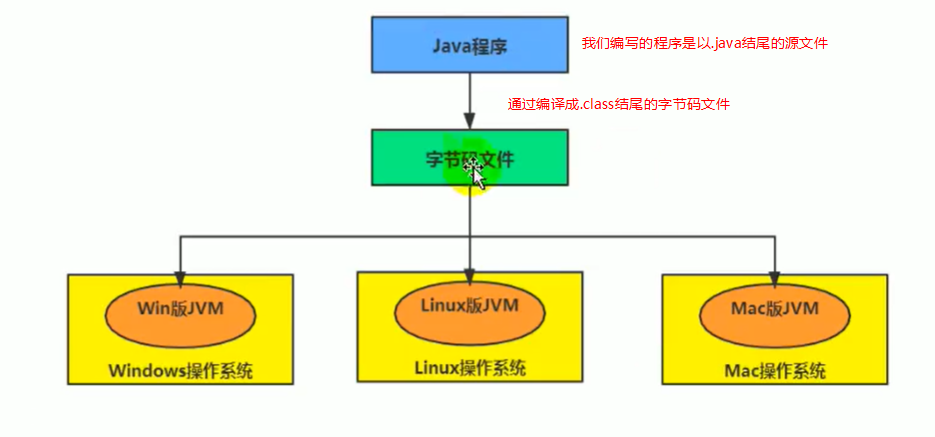 Java程序
我们编写的程序是以.java结尾的源文件
通过编译成.class结尾的字节码文件
字节码文件
Win版JVM
Linux版JVM
Mac版JVM
Windows操作系统
Linux操作系统
Mac操作系统